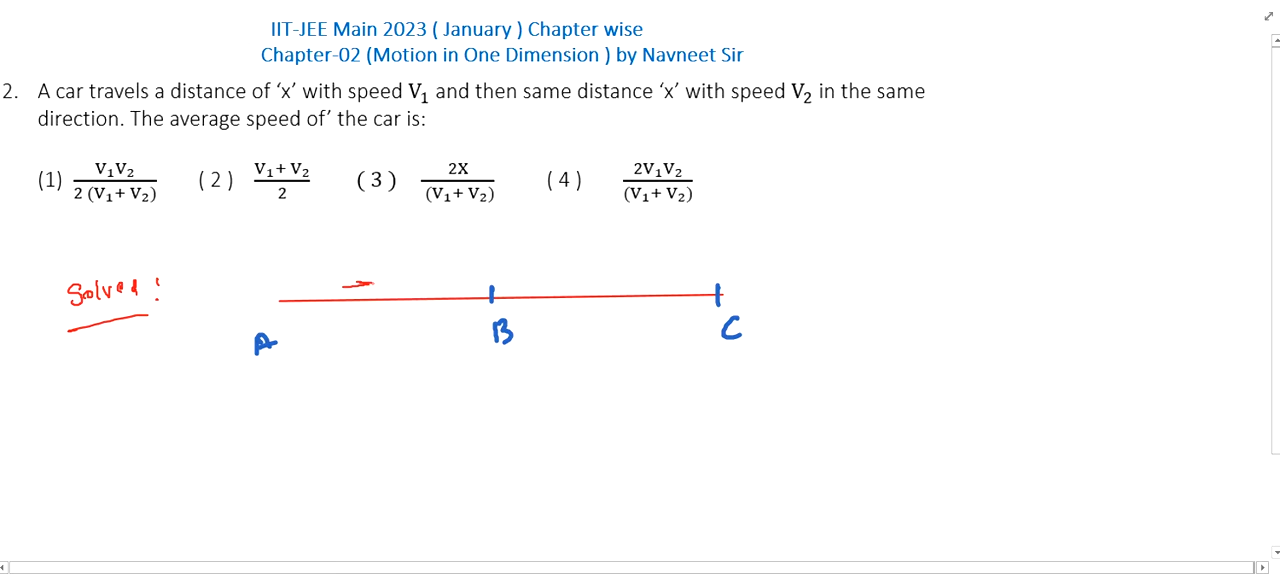 IIT-JEE Main 2023 ( January ) Chapter wise
Chapter-02 (Motion in One Dimension ) by Navneet Sir
2. A car travels a distance of ‘x’ with speed V₁ and then same distance ‘x’ with speed V₂ in the same
direction. The average speed of’ the car is:
(1) V₁V₂ / 2 (V₁+ V₂) ( 2 ) V₁+ V₂ / 2 ( 3 ) 2X / (V₁+ V₂) ( 4 ) 2V₁V₂ / (V₁+ V₂)
Solved :
A B C